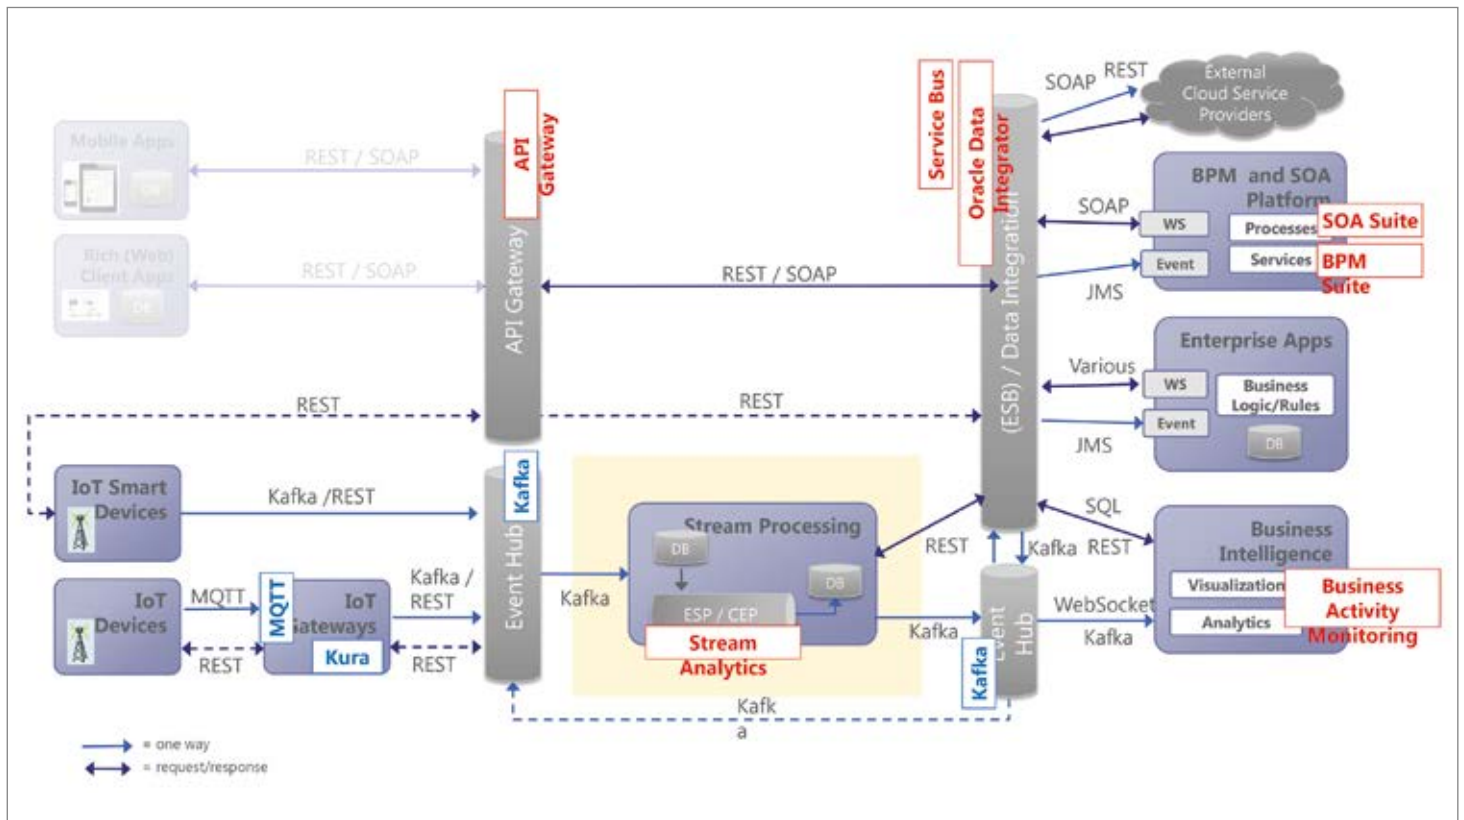 Mobile Apps
DB
REST / SOAP
Rich (Web)
Client Apps
DB
REST / SOAP
API
Gateway
API Gateway
REST / SOAP
REST
REST
Service Bus
Oracle Data
Integrator
(ESB) / Data Integration
SOAP
REST
External
Cloud Service
Providers
BPM and SOA
Platform
SOAP
WS
Processes
SOA Suite
Event
Services
BPM
Suite
JMS
Enterprise Apps
Various
WS
Business
Logic/Rules
Event
JMS
DB
IoT Smart
Devices
Kafka /REST
Kafka
Event Hub
IoT
Devices
MQTT
REST
MQTT
IoT
Gateways
Kura
Kafka /
REST
REST
Kafka
Stream Processing
DB
DB
ESP / CEP
Stream
Analytics
REST
Kafka
Kafka
Event
Hub
Kafka
SQL
REST
Business
Intelligence
Visualization
Analytics
Business
Activity
Monitoring
WebSocket
Kafka
Kafk
a
= one way
= request/response